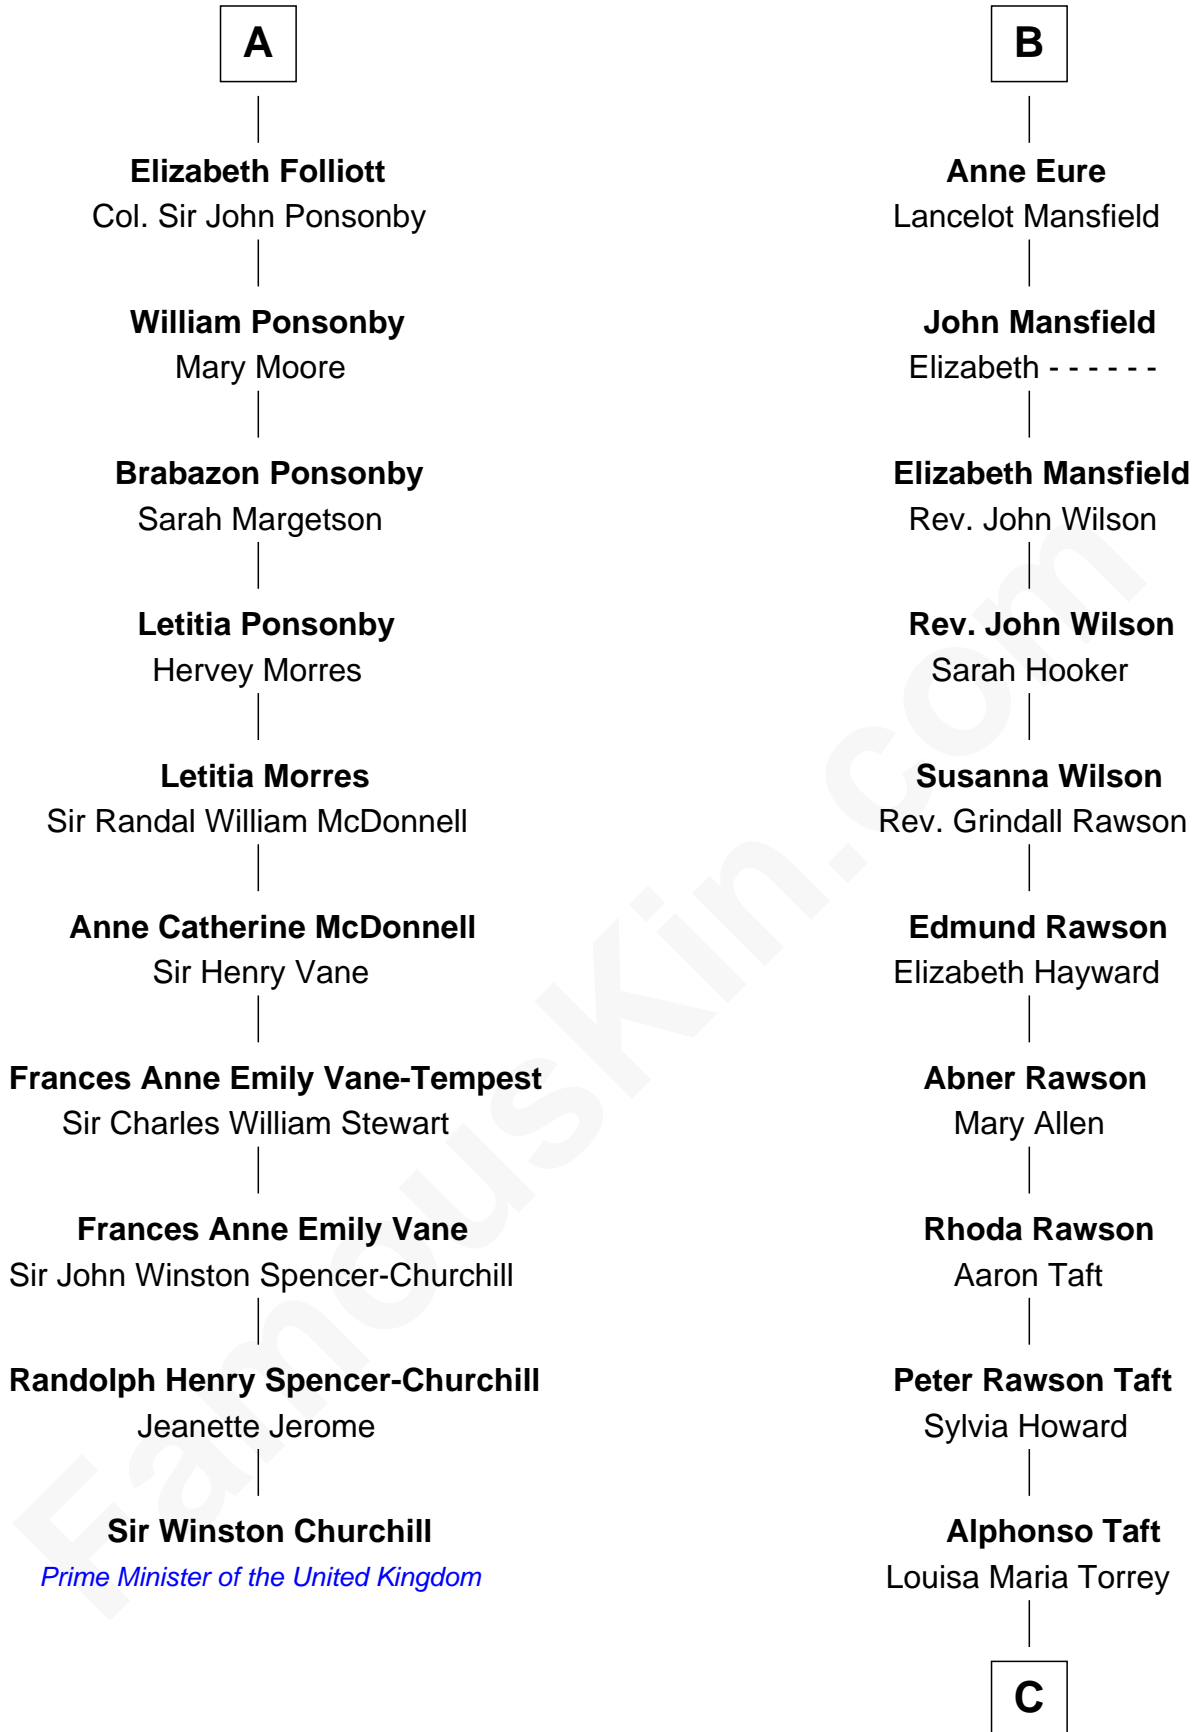 A
Elizabeth Folliott
Col. Sir John Ponsonby
William Ponsonby
Mary Moore
Brabazon Ponsonby
Sarah Margetson
Letitia Ponsonby
Hervey Morres
Letitia Morres
Sir Randal William McDonnell
Anne Catherine McDonnell
Sir Henry Vane
Frances Anne Emily Vane-Tempest
Sir Charles William Stewart
Frances Anne Emily Vane
Sir John Winston Spencer-Churchill
Randolph Henry Spencer-Churchill
Jeanette Jerome
Sir Winston Churchill
Prime Minister of the United Kingdom
B
Anne Eure
Lancelot Mansfield
John Mansfield
Elizabeth - - - - - -
Elizabeth Mansfield
Rev. John Wilson
Rev. John Wilson
Sarah Hooker
Susanna Wilson
Rev. Grindall Rawson
Edmund Rawson
Elizabeth Hayward
Abner Rawson
Mary Allen
Rhoda Rawson
Aaron Taft
Peter Rawson Taft
Sylvia Howard
Alphonso Taft
Louisa Maria Torrey
C
FamousKin.com